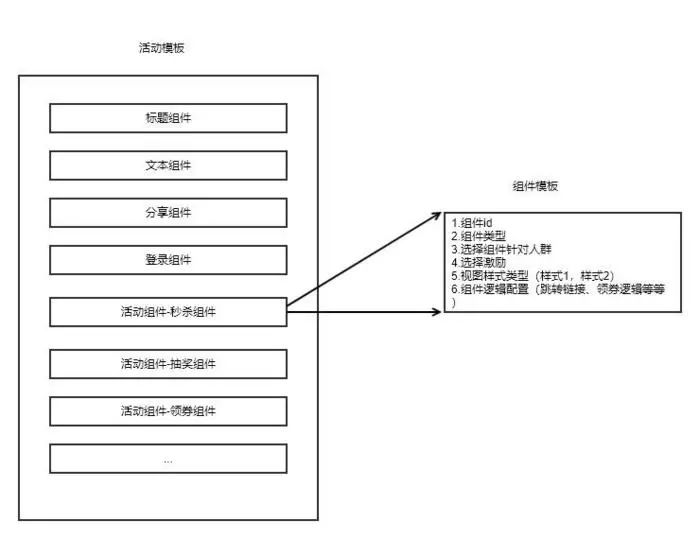 活动模板
标题组件
文本组件
分享组件
登录组件
活动组件-秒杀组件
活动组件-抽奖组件
活动组件-领券组件
...
组件模板
1.组件id
2.组件类型
3.选择组件针对人群
4.选择激励
5.视图样式类型（样式1，样式2）
6.组件逻辑配置（跳转链接、领券逻辑等等
）